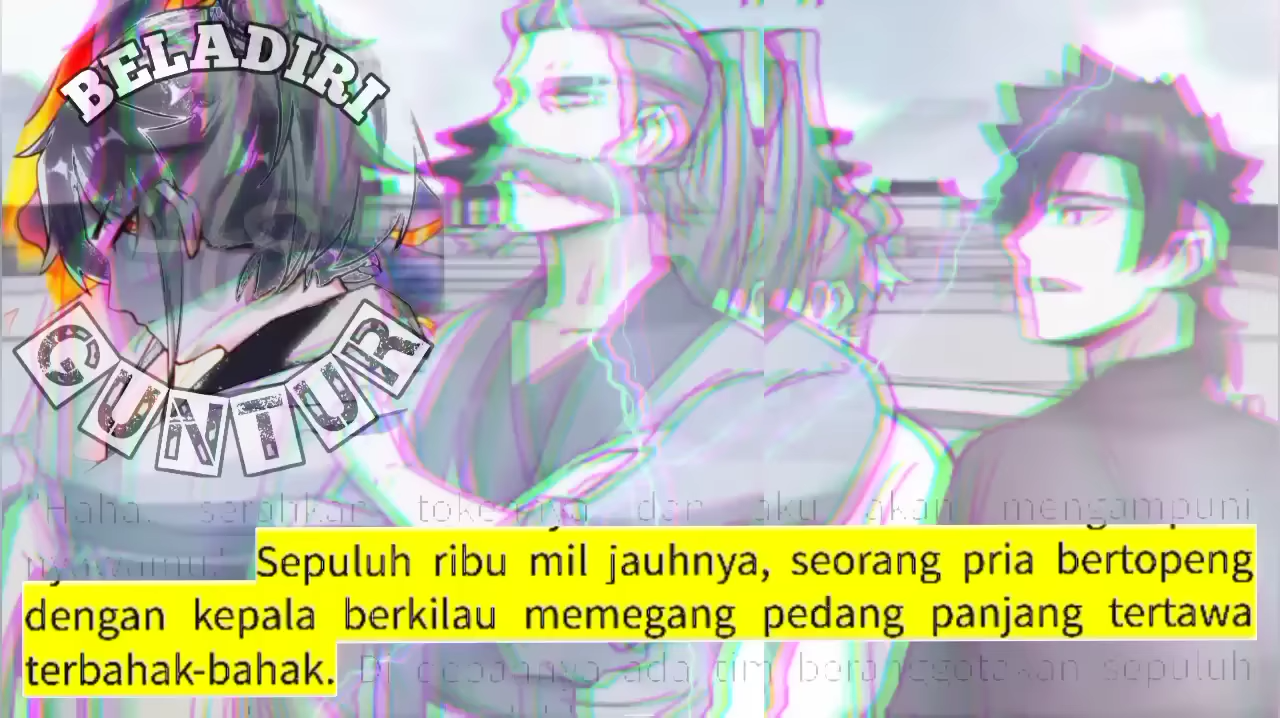 BELADIRI
GUNTUR
"Haha. serahkan tokennya dan aku akan mengampuni
nyawamu." Sepuluh ribu mil jauhnya, seorang pria bertopeng
dengan kepala berkilau memegang pedang panjang tertawa
terbahak-bahak. Di depannya ada tim beranggotakan sepuluh